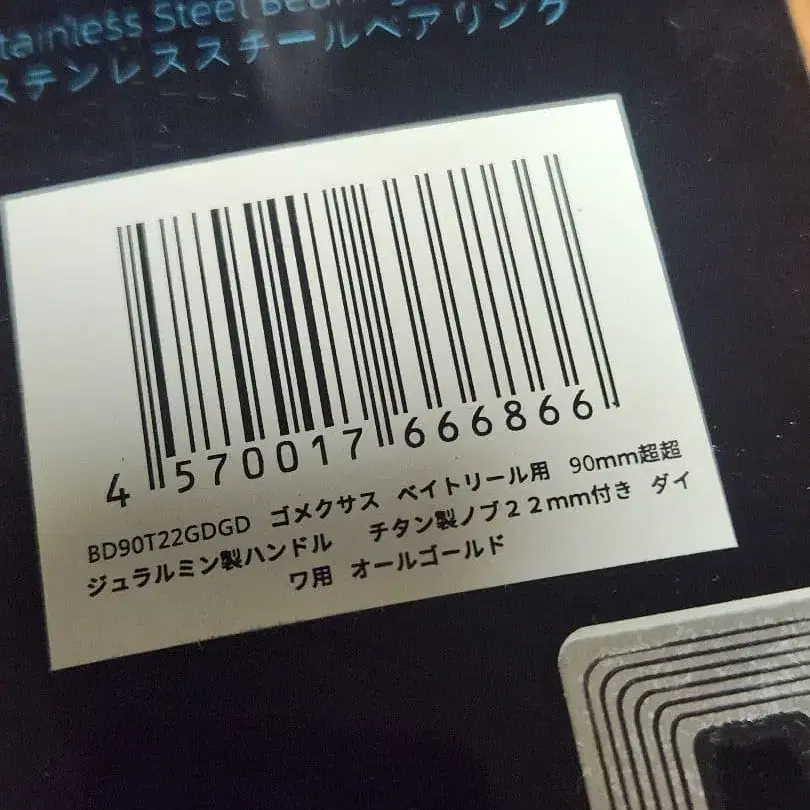 Stainless Steel Bearing
ステンレススチールベアリング
4 570017 666866
BD90T22GDGD ゴメクサス ベイトリール用 90mm超超
ジュラルミン製ハンドル チタン製ノブ22mm付き ダイ
ワ用 オールゴールド